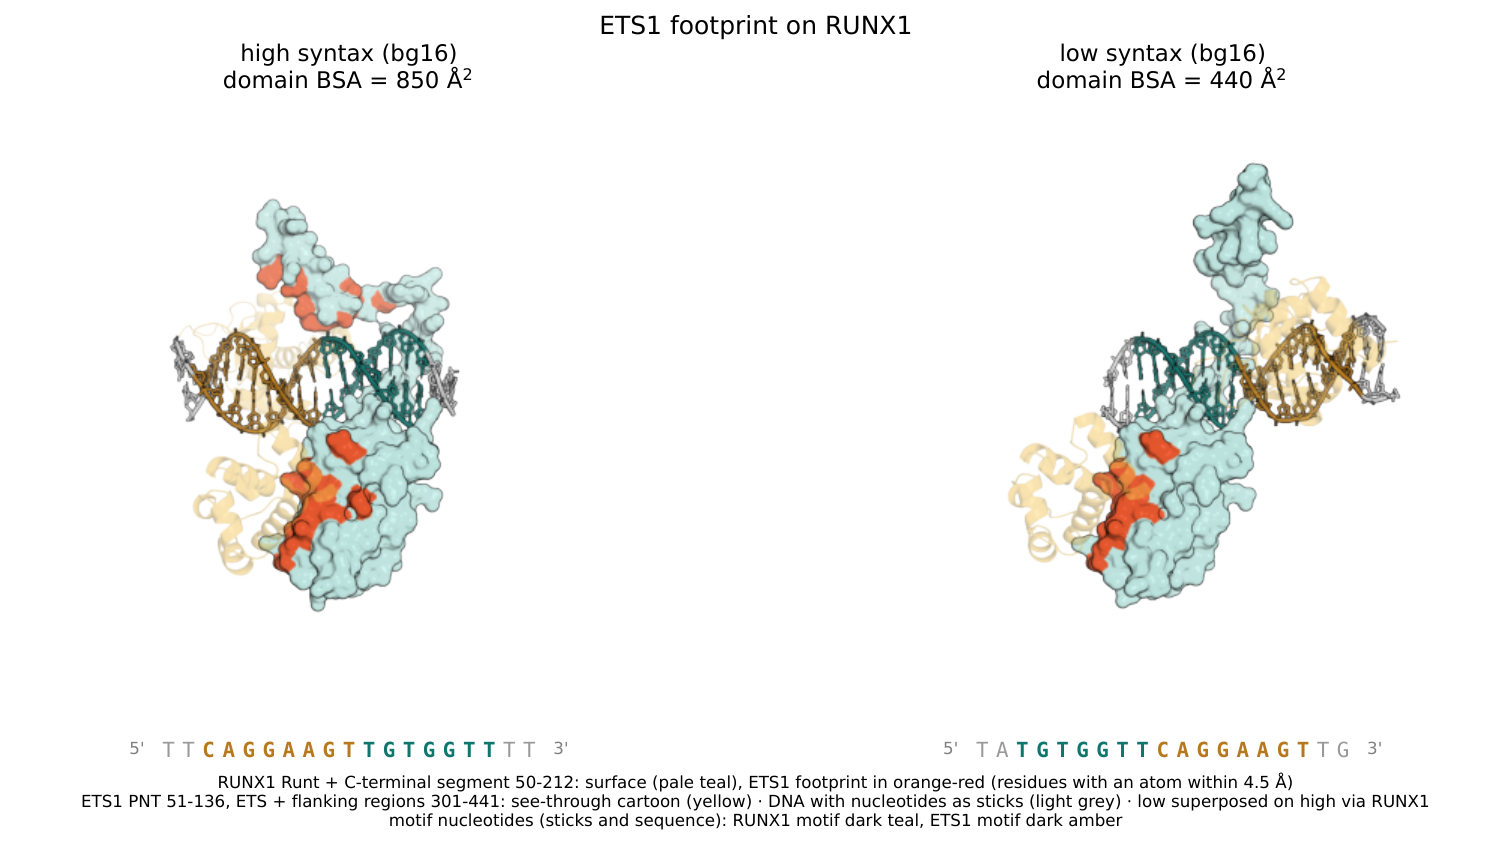 ETS1 footprint on RUNX1
high syntax (bg16)
domain BSA = 850 Å²
low syntax (bg16)
domain BSA = 440 Å²
5' T T C A G G A A G T T G T G G T T T T 3'
5' T A T G T G G T T C A G G A A G T T G 3'
RUNX1 Runt + C-terminal segment 50-212: surface (pale teal), ETS1 footprint in orange-red (residues with an atom within 4.5 Å)
ETS1 PNT 51-136, ETS + flanking regions 301-441: see-through cartoon (yellow) · DNA with nucleotides as sticks (light grey) · low superposed on high via RUNX1
motif nucleotides (sticks and sequence): RUNX1 motif dark teal, ETS1 motif dark amber